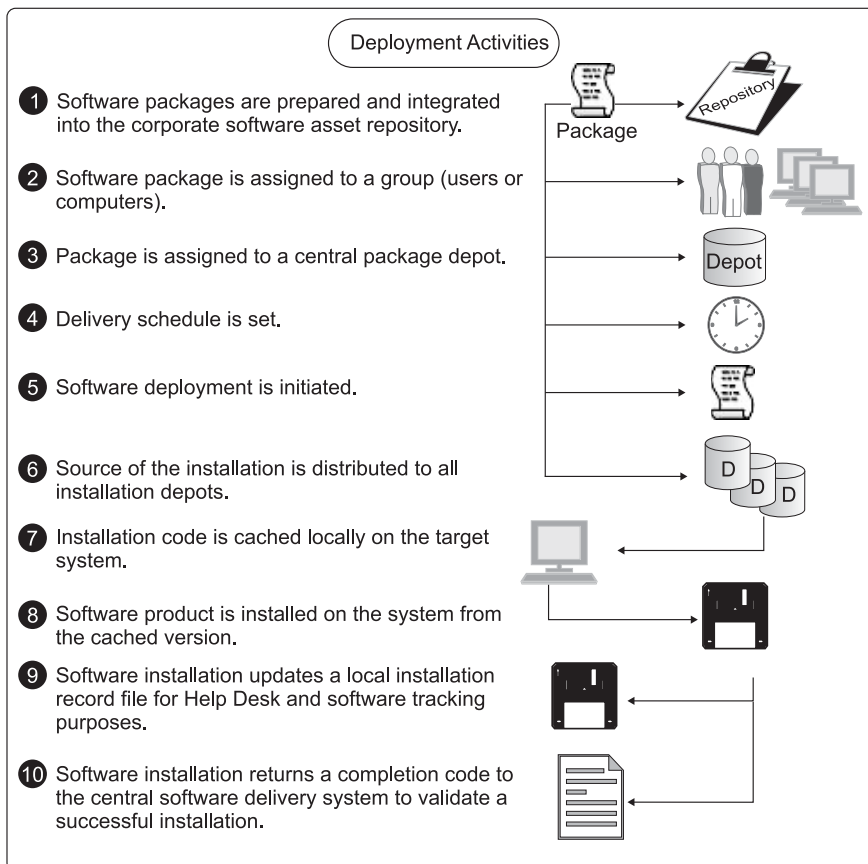 Deployment Activities
1 Software packages are prepared and integrated
into the corporate software asset repository.
Package
Repository
2 Software package is assigned to a group (users or
computers).
3 Package is assigned to a central package depot.
Depot
4 Delivery schedule is set.
5 Software deployment is initiated.
6 Source of the installation is distributed to all
installation depots.
D
D
D
7 Installation code is cached locally on the target
system.
8 Software product is installed on the system from
the cached version.
9 Software installation updates a local installation
record file for Help Desk and software tracking
purposes.
10 Software installation returns a completion code to
the central software delivery system to validate a
successful installation.